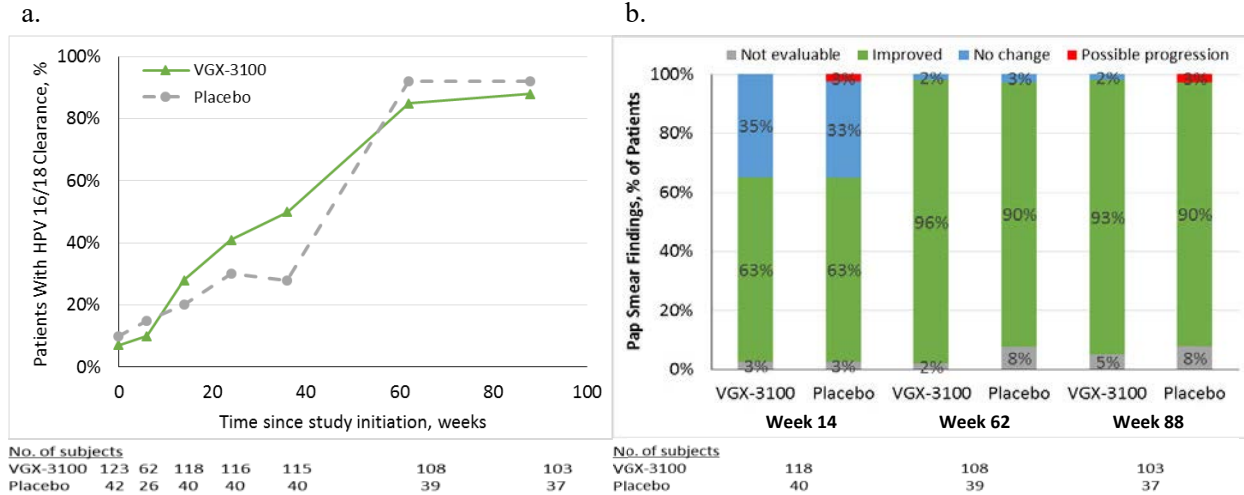 a.
VGX-3100
Placebo
Patients With HPV 16/18 Clearance, %
100%
80%
60%
40%
20%
0%
0 20 40 60 80 100
Time since study initiation, weeks
No. of subjects
VGX-3100 123 62 118 116 115 108 103
Placebo 42 26 40 40 40 39 37
b.
Not evaluable Improved No change Possible progression
Pap Smear Findings, % of Patients
100%
80%
60%
40%
20%
0%
3% 2% 3% 2% 3%
35% 33%
96% 90% 93% 90%
63% 63%
3% 3% 2% 8% 5% 8%
VGX-3100 Placebo VGX-3100 Placebo VGX-3100 Placebo
Week 14 Week 62 Week 88
No. of subjects
VGX-3100 118 108 103
Placebo 40 39 37